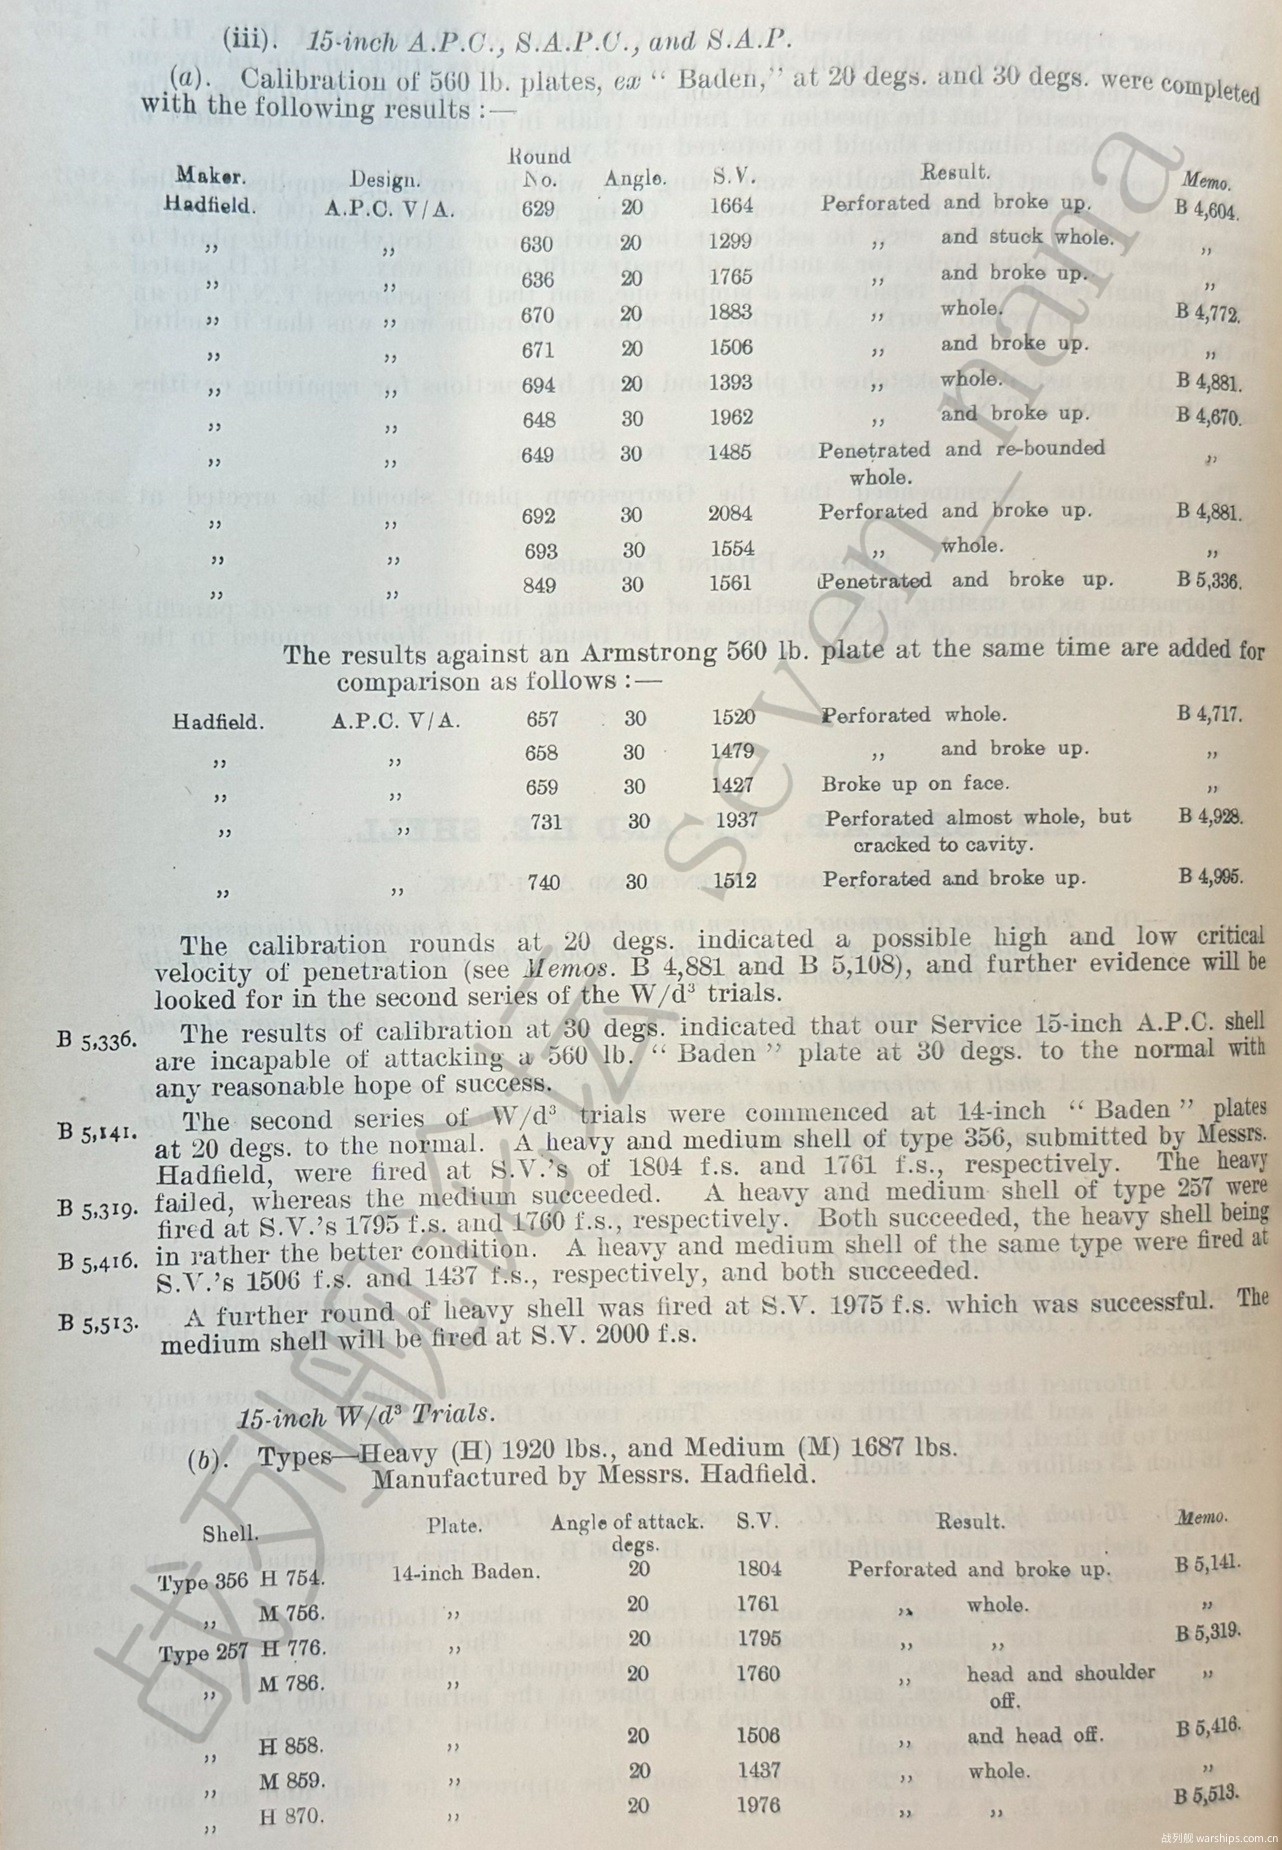 (iii). 15-inch A.P.C., S.A.P.C., and S.A.P.
(a). Calibration of 560 lb. plates, ex “ Baden,” at 20 degs. and 30 degs. were completed
with the following results :—
Maker. Design. Round No. Angle. S.V. Result. Memo.
Hadfield. A.P.C. V/A. 629 20 1664 Perforated and broke up. B 4,604.
,, ,, 630 20 1299 ,, and stuck whole. ,,
,, ,, 636 20 1765 ,, and broke up. ,,
,, ,, 670 20 1883 ,, whole. B 4,772.
,, ,, 671 20 1506 ,, and broke up. ,,
,, ,, 694 20 1393 ,, whole. B 4,881.
,, ,, 648 30 1962 ,, and broke up. B 4,670.
,, ,, 649 30 1485 Penetrated and re-bounded ,,
whole.
,, ,, 692 30 2084 Perforated and broke up. B 4,881.
,, ,, 693 30 1554 ,, whole. ,,
,, ,, 849 30 1561 Penetrated and broke up. B 5,336.
The results against an Armstrong 560 lb. plate at the same time are added for
comparison as follows :—
Hadfield. A.P.C. V/A. 657 30 1520 Perforated whole. B 4,717.
,, ,, 658 30 1479 ,, and broke up. ,,
,, ,, 659 30 1427 Broke up on face. ,,
,, ,, 731 30 1937 Perforated almost whole, but B 4,928.
cracked to cavity.
,, ,, 740 30 1512 Perforated and broke up. B 4,995.
The calibration rounds at 20 degs. indicated a possible high and low critical
velocity of penetration (see Memos. B 4,881 and B 5,108), and further evidence will be
looked for in the second series of the W/d³ trials.
B 5,336. The results of calibration at 30 degs. indicated that our Service 15-inch A.P.C. shell
are incapable of attacking a 560 lb. “ Baden ” plate at 30 degs. to the normal with
any reasonable hope of success.
B 5,141. The second series of W/d³ trials were commenced at 14-inch “ Baden ” plates
at 20 degs. to the normal. A heavy and medium shell of type 356, submitted by Messrs.
Hadfield, were fired at S.V.’s of 1804 f.s. and 1761 f.s., respectively. The heavy
B 5,319. failed, whereas the medium succeeded. A heavy and medium shell of type 257 were
fired at S.V.’s 1795 f.s. and 1760 f.s., respectively. Both succeeded, the heavy shell being
B 5,416. in rather the better condition. A heavy and medium shell of the same type were fired at
S.V.’s 1506 f.s. and 1437 f.s., respectively, and both succeeded.
B 5,513. A further round of heavy shell was fired at S.V. 1975 f.s. which was successful. The
medium shell will be fired at S.V. 2000 f.s.
15-inch W/d³ Trials.
(b). Types—Heavy (H) 1920 lbs., and Medium (M) 1687 lbs.
Manufactured by Messrs. Hadfield.
Shell. Plate. Angle of attack. S.V. Result. Memo.
degs.
Type 356 H 754. 14-inch Baden. 20 1804 Perforated and broke up. B 5,141.
,, M 756. ,, 20 1761 ,, whole. ,,
Type 257 H 776. ,, 20 1795 ,, ,, B 5,319.
,, M 786. ,, 20 1760 ,, head and shoulder ,,
off.
,, H 858. ,, 20 1506 ,, and head off. B 5,416.
,, M 859. ,, 20 1437 ,, whole. ,,
,, H 870. ,, 20 1976 ,, ,, B 5,513.
战列舰 warships.com.cn